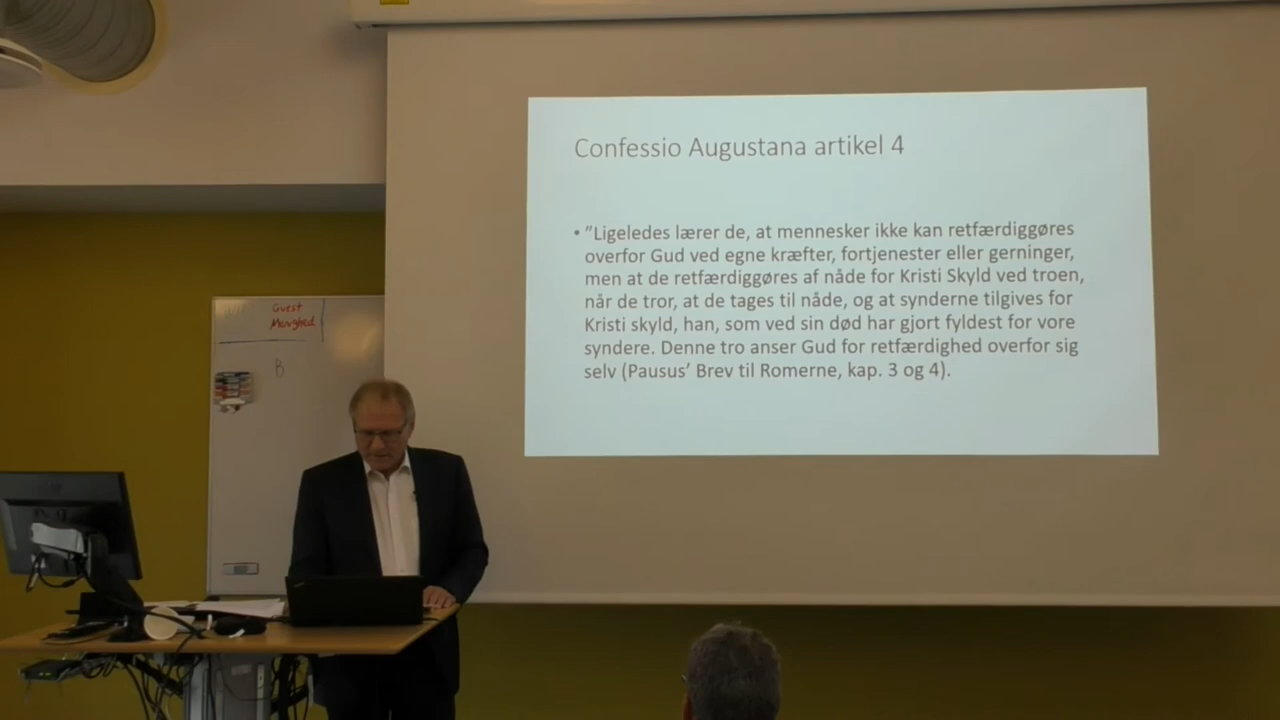 Confessio Augustana artikel 4
• ”Ligeledes lærer de, at mennesker ikke kan retfærdiggøres
overfor Gud ved egne kræfter, fortjenester eller gerninger,
men at de retfærdiggøres af nåde for Kristi Skyld ved troen,
når de tror, at de tages til nåde, og at synderne tilgives for
Kristi skyld, han, som ved sin død har gjort fyldest for vore
syndere. Denne tro anser Gud for retfærdighed overfor sig
selv (Pausus’ Brev til Romerne, kap. 3 og 4).
Guest
B